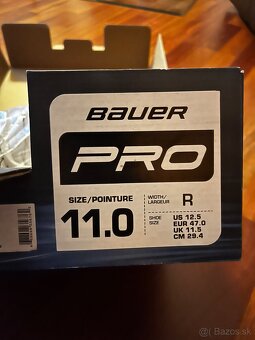 BAUER
PRO
SIZE/POINTURE
11.0
WIDTH/
LARGEUR
R
SHOE
SIZE
US 12.5
EUR 47.0
UK 11.5
CM 29.4
Bazos.sk